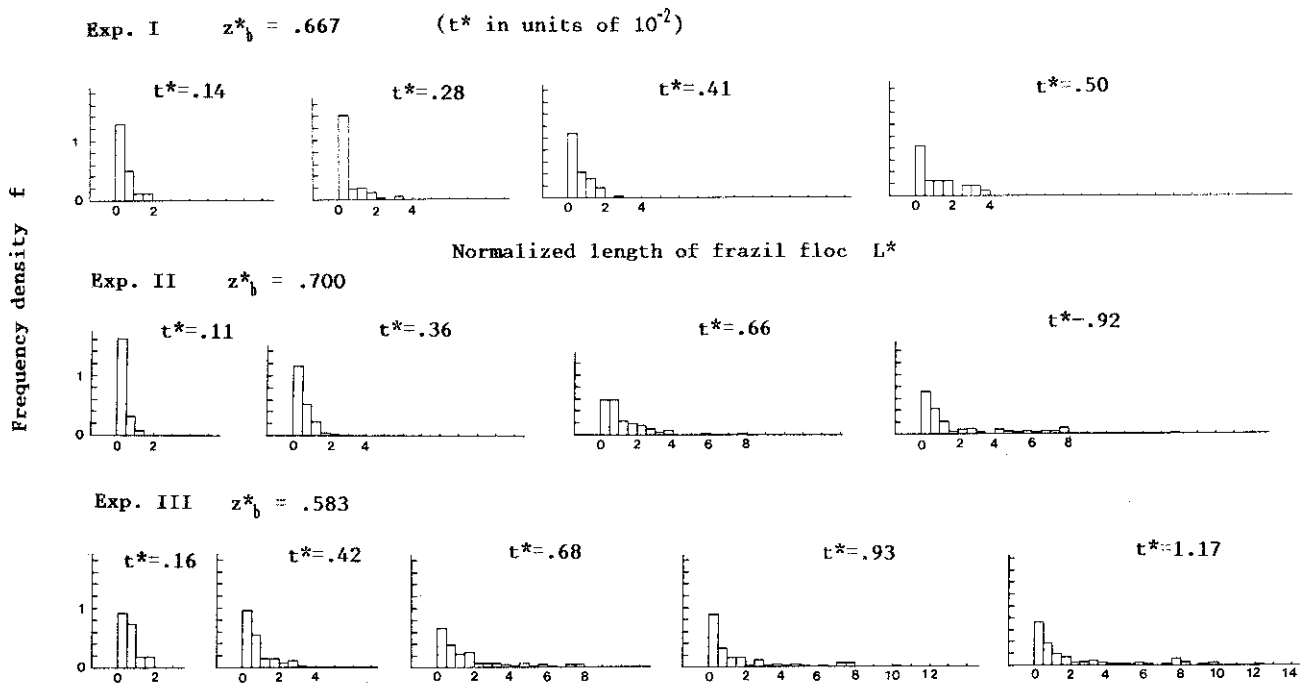 Exp. I z*b = .667 (t* in units of 10-2)
t*=.14 t*=.28 t*=.41 t*=.50
1
0
0 2
0 2 4
0 2 4
0 2 4
Frequency density f
Normalized length of frazil floc L*
Exp. II z*b = .700
t*=.11 t*=.36 t*=.66 t*-.92
1
0
0 2
0 2 4
0 2 4 6 8
0 2 4 6 8
Exp. III z*b = .583
t*=.16 t*=.42 t*=.68 t*=.93 t*=1.17
1
0
0 2
0 2 4
0 2 4 6 8
0 2 4 6 8 10 12
0 2 4 6 8 10 12 14